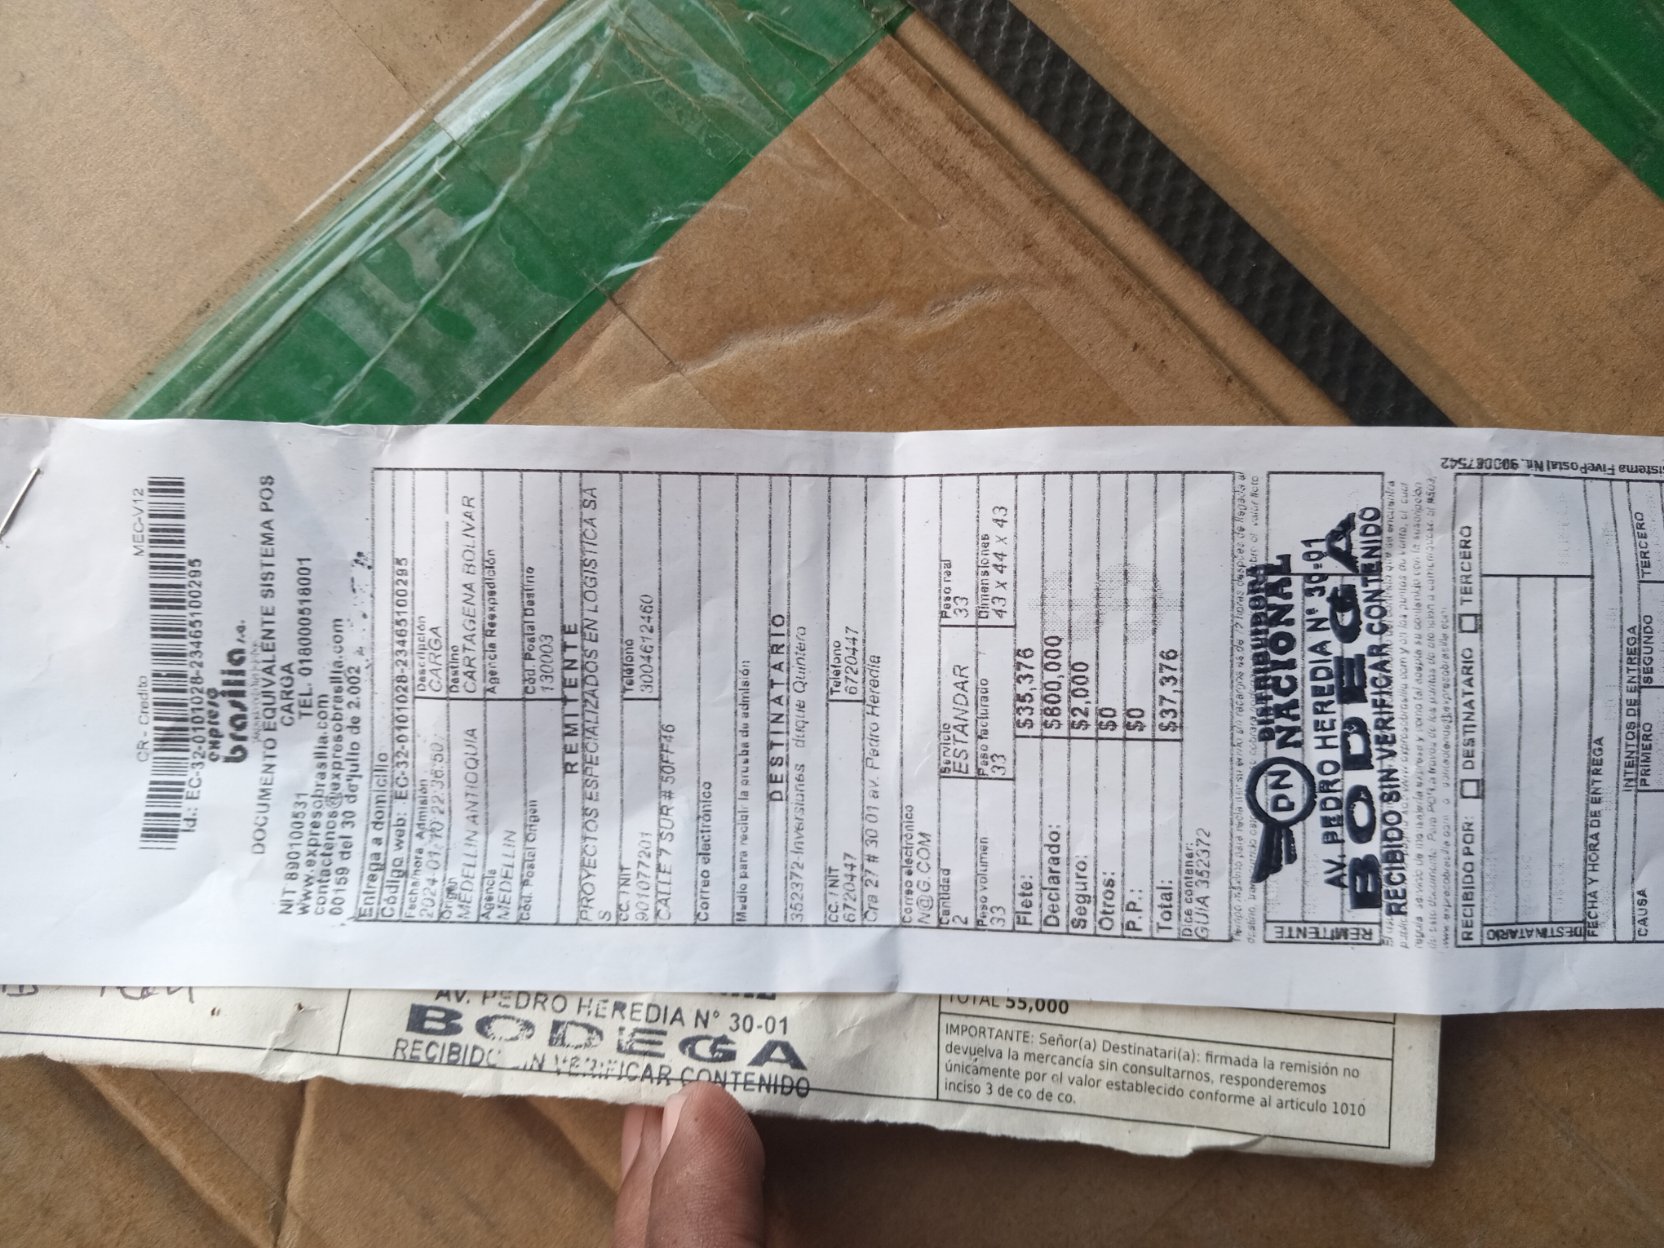 CR - Credito MEC-V12
Id.: EC-32-0101028-23465100295
expreso
brasilia s.a.
DOCUMENTO EQUIVALENTE SISTEMA POS
CARGA
NIT 890100531 TEL. 018000518001
www.expresobrasilia.com
contactenos@expresobrasilia.com
00159 del 30 de julio de 2.002
Entrega a domicilio
Código web: EC-32-0101028-23465100295
Fecha/hora Admisión Descripción
2024-01-10 22:36:50 CARGA
Origen Destino
MEDELLIN ANTIOQUIA CARTAGENA BOLIVAR
Agencia Agencia Reexpedición
MEDELLIN
Cód. Postal Origen Cód. Postal Destino
130003
REMITENTE
PROYECTOS ESPECIALIZADOS EN LOGISTICA SA
S
CC / NIT Teléfono
901077201 3004612460
CALLE 7 SUR # 50FF46
Correo electrónico
Medio para recibir la prueba de admisión
DESTINATARIO
352372-Inversiones duque Quintero
CC. / NIT Teléfono
6720447 6720447
Cra 27 # 30 01 av. Pedro Heredia
Correo electrónico
N@G.COM
Cantidad Servicio Peso real
2 ESTANDAR 33
Peso volumen Peso facturado Dimensiones
33 33 43 x 44 x 43
Flete: $35,376
Declarado: $800,000
Seguro: $2,000
Otros: $0
P.P.: $0
Total: $37,376
Dice contener:
GUIA 352372
REMITENTE
DN DISTRIBUIDORA
NACIONAL
AV. PEDRO HEREDIA N° 30-01
BODEGA
RECIBIDO SIN VERIFICAR CONTENIDO
Sistema FivePostal Nit. 900087542
RECIBIDO POR: DESTINATARIO TERCERO
DESTINATARIO
FECHA Y HORA DE ENTREGA
INTENTOS DE ENTREGA
CAUSA PRIMERO SEGUNDO TERCERO
AV. PEDRO HEREDIA N° 30-01
BODEGA
RECIBIDO SIN VERIFICAR CONTENIDO
TOTAL 55,000
IMPORTANTE: Señor(a) Destinatari(a): firmada la remisión no
devuelva la mercancía sin consultarnos, responderemos
únicamente por el valor establecido conforme al articulo 1010
inciso 3 de co de co.